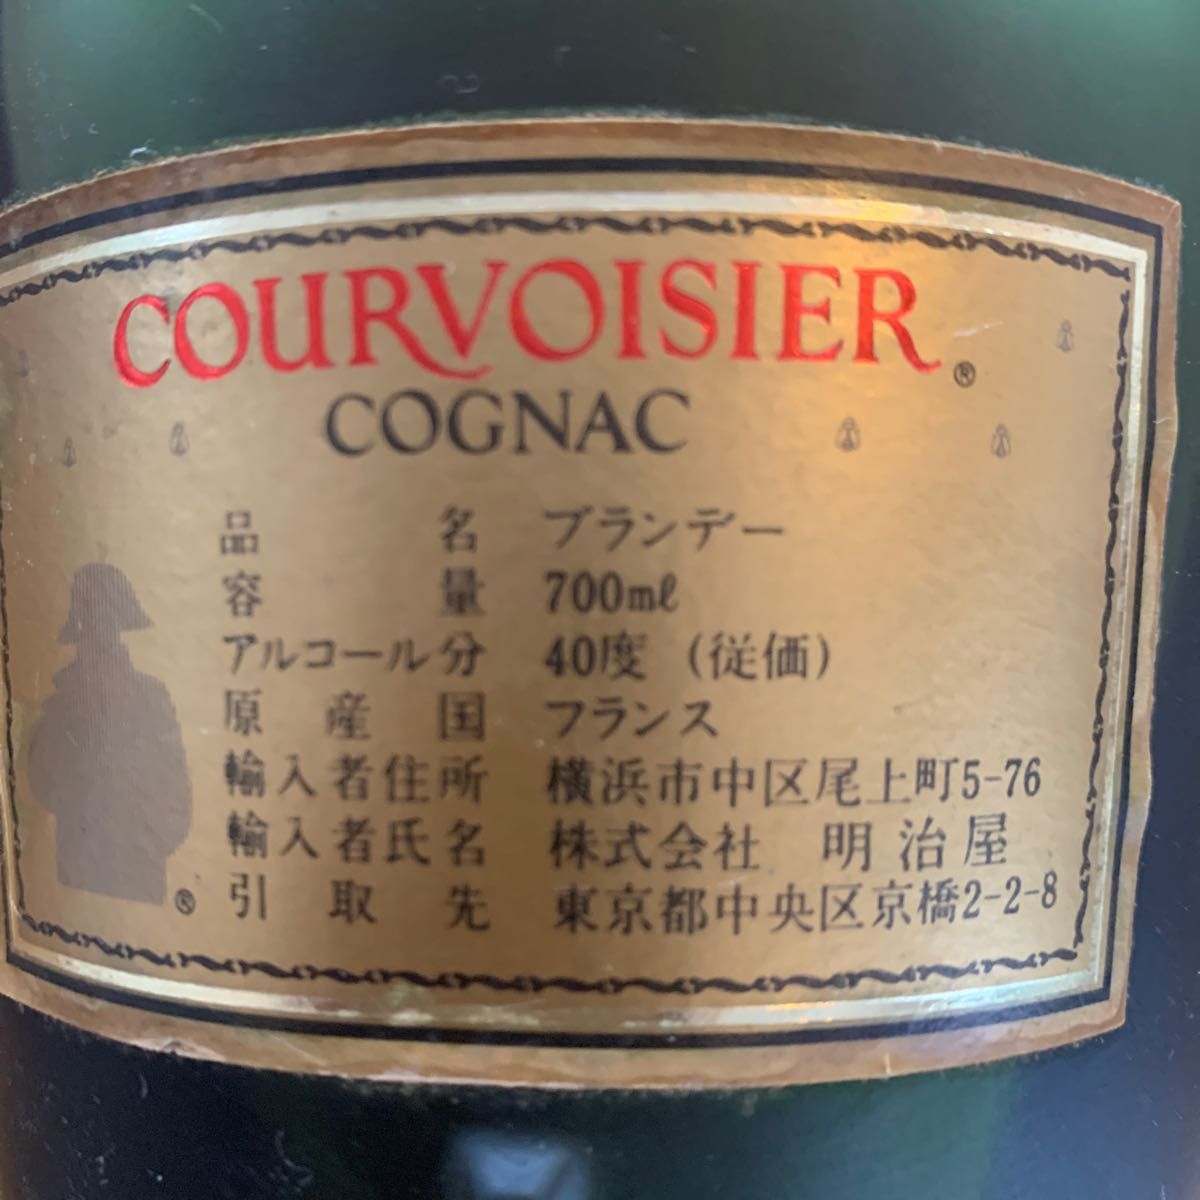 COURVOISIER®
COGNAC
品名 ブランデー
容量 700mℓ
アルコール分 40度（従価）
原産国 フランス
輸入者住所 横浜市中区尾上町5-76
輸入者氏名 株式会社 明治屋
引取先 東京都中央区京橋2-2-8
®